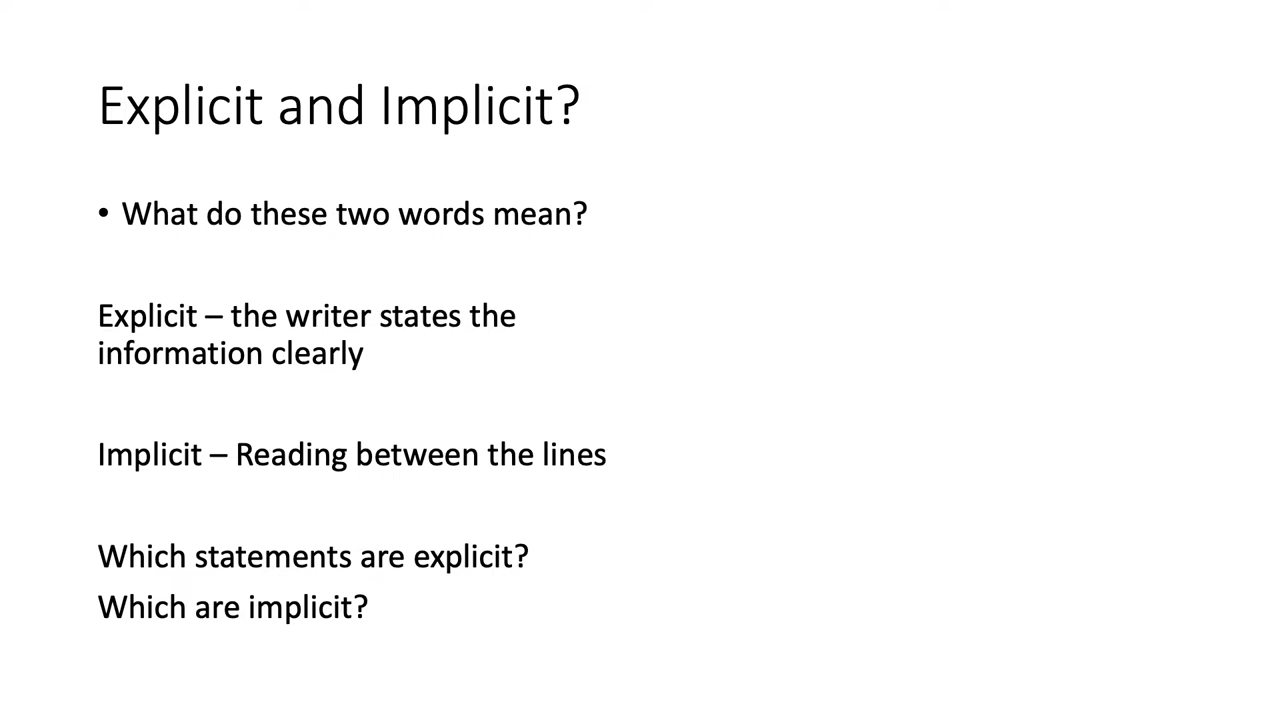 Explicit and Implicit?
• What do these two words mean?
Explicit – the writer states the
information clearly
Implicit – Reading between the lines
Which statements are explicit?
Which are implicit?